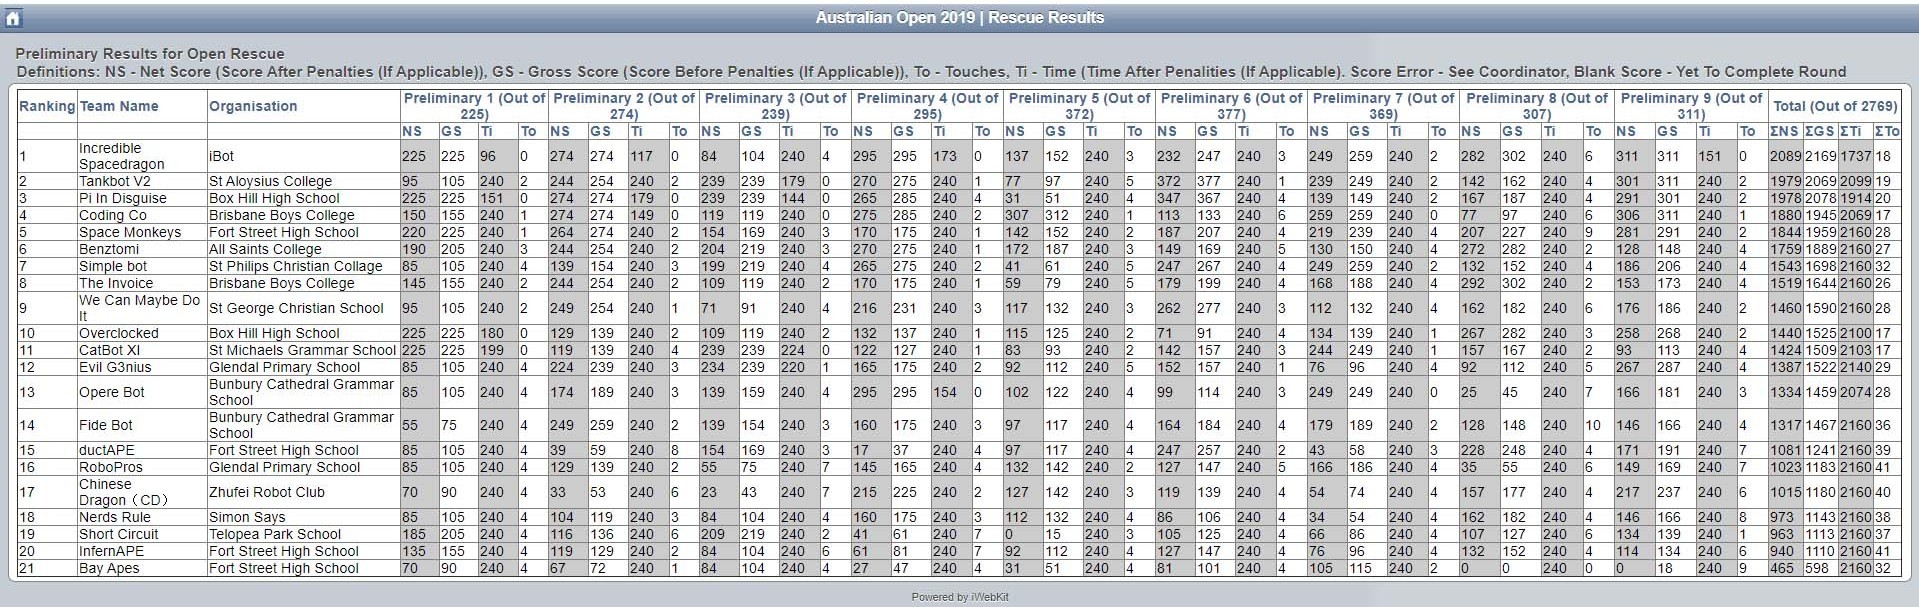 Australian Open 2019 | Rescue Results
Preliminary Results for Open Rescue
Definitions: NS - Net Score (Score After Penalties (If Applicable)), GS - Gross Score (Score Before Penalties (If Applicable)), To - Touches, Ti - Time (Time After Penalities (If Applicable). Score Error - See Coordinator, Blank Score - Yet To Complete Round
Ranking Team Name Organisation Preliminary 1 (Out of 225) Preliminary 2 (Out of 274) Preliminary 3 (Out of 239) Preliminary 4 (Out of 295) Preliminary 5 (Out of 372) Preliminary 6 (Out of 377) Preliminary 7 (Out of 369) Preliminary 8 (Out of 307) Preliminary 9 (Out of 311) Total (Out of 2769)
NS GS Ti To NS GS Ti To NS GS Ti To NS GS Ti To NS GS Ti To NS GS Ti To NS GS Ti To NS GS Ti To NS GS Ti To ΣNS ΣGS ΣTi ΣTo
1 Incredible Spacedragon iBot 225 225 96 0 274 274 117 0 84 104 240 4 295 295 173 0 137 152 240 3 232 247 240 3 249 259 240 2 282 302 240 6 311 311 151 0 2089 2169 1737 18
2 Tankbot V2 St Aloysius College 95 105 240 2 244 254 240 2 239 239 179 0 270 275 240 1 77 97 240 5 372 377 240 1 239 249 240 2 142 162 240 4 301 311 240 2 1979 2069 2099 19
3 Pi In Disguise Box Hill High School 225 225 151 0 274 274 179 0 239 239 144 0 265 285 240 4 31 51 240 4 347 367 240 4 139 149 240 2 167 187 240 4 291 301 240 2 1978 2078 1914 20
4 Coding Co Brisbane Boys College 150 155 240 1 274 274 149 0 119 119 240 0 275 285 240 2 307 312 240 1 113 133 240 6 259 259 240 0 77 97 240 6 306 311 240 1 1880 1945 2069 17
5 Space Monkeys Fort Street High School 220 225 240 1 264 274 240 2 154 169 240 3 170 175 240 1 142 152 240 2 187 207 240 4 219 239 240 4 207 227 240 9 281 291 240 2 1844 1959 2160 28
6 Benztomi All Saints College 190 205 240 3 244 254 240 2 204 219 240 3 270 275 240 1 172 187 240 3 149 169 240 5 130 150 240 4 272 282 240 2 128 148 240 4 1759 1889 2160 27
7 Simple bot St Philips Christian Collage 85 105 240 4 139 154 240 3 199 219 240 4 265 275 240 2 41 61 240 5 247 267 240 4 249 259 240 2 132 152 240 4 186 206 240 4 1543 1698 2160 32
8 The Invoice Brisbane Boys College 145 155 240 2 244 254 240 2 109 119 240 2 170 175 240 1 59 79 240 5 179 199 240 4 168 188 240 4 292 302 240 2 153 173 240 4 1519 1644 2160 26
9 We Can Maybe Do It St George Christian School 95 105 240 2 249 254 240 1 71 91 240 4 216 231 240 3 117 132 240 3 262 277 240 3 112 132 240 4 162 182 240 6 176 186 240 2 1460 1590 2160 28
10 Overclocked Box Hill High School 225 225 180 0 129 139 240 2 109 119 240 2 132 137 240 1 115 125 240 2 71 91 240 4 134 139 240 1 267 282 240 3 258 268 240 2 1440 1525 2100 17
11 CatBot XI St Michaels Grammar School 225 225 199 0 119 139 240 4 239 239 224 0 122 127 240 1 83 93 240 2 142 157 240 3 244 249 240 1 157 167 240 2 93 113 240 4 1424 1509 2103 17
12 Evil G3nius Glendal Primary School 85 105 240 4 224 239 240 3 234 239 220 1 165 175 240 2 92 112 240 5 152 157 240 1 76 96 240 4 92 112 240 5 267 287 240 4 1387 1522 2140 29
13 Opere Bot Bunbury Cathedral Grammar School 85 105 240 4 174 189 240 3 139 159 240 4 295 295 154 0 102 122 240 4 99 114 240 3 249 249 240 0 25 45 240 7 166 181 240 3 1334 1459 2074 28
14 Fide Bot Bunbury Cathedral Grammar School 55 75 240 4 249 259 240 2 139 154 240 3 160 175 240 3 97 117 240 4 164 184 240 4 179 189 240 2 128 148 240 10 146 166 240 4 1317 1467 2160 36
15 ductAPE Fort Street High School 85 105 240 4 39 59 240 8 154 169 240 3 17 37 240 4 97 117 240 4 247 257 240 2 43 58 240 3 228 248 240 4 171 191 240 7 1081 1241 2160 39
16 RoboPros Glendal Primary School 85 105 240 4 129 139 240 2 55 75 240 7 145 165 240 4 132 142 240 2 127 147 240 5 166 186 240 4 35 55 240 6 149 169 240 7 1023 1183 2160 41
17 Chinese Dragon（CD） Zhufei Robot Club 70 90 240 4 33 53 240 6 23 43 240 7 215 225 240 2 127 142 240 3 119 139 240 4 54 74 240 4 157 177 240 4 217 237 240 6 1015 1180 2160 40
18 Nerds Rule Simon Says 85 105 240 4 104 119 240 3 84 104 240 4 160 175 240 3 112 132 240 4 86 106 240 4 34 54 240 4 162 182 240 4 146 166 240 8 973 1143 2160 38
19 Short Circuit Telopea Park School 185 205 240 4 116 136 240 6 209 219 240 2 41 61 240 7 0 15 240 3 105 125 240 4 66 86 240 4 107 127 240 6 134 139 240 1 963 1113 2160 37
20 InfernAPE Fort Street High School 135 155 240 4 119 129 240 2 84 104 240 6 61 81 240 7 92 112 240 4 127 147 240 4 76 96 240 4 132 152 240 4 114 134 240 6 940 1110 2160 41
21 Bay Apes Fort Street High School 70 90 240 4 67 72 240 1 84 104 240 4 27 47 240 4 31 51 240 4 81 101 240 4 105 115 240 2 0 0 240 0 0 18 240 9 465 598 2160 32
Powered by iWebKit